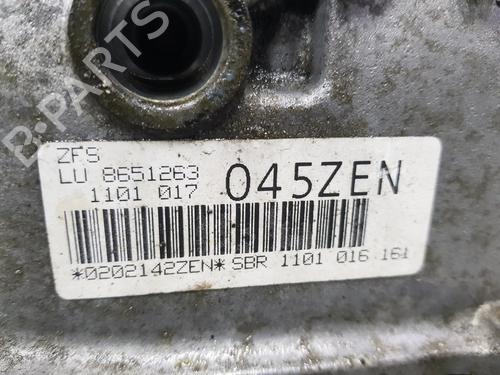 B-PARTS
ZFS
LU 8651263
1101 017
045ZEN
*0202142ZEN* SBR 1101 016 161